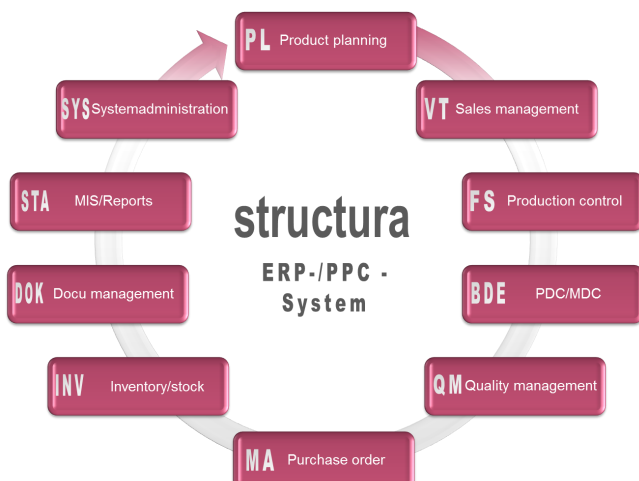 PL Product planning
SYS Systemadministration
VT Sales management
STA MIS/Reports
FS Production control
structura
ERP-/PPC -
System
DOK Docu management
BDE PDC/MDC
INV Inventory/stock
QM Quality management
MA Purchase order